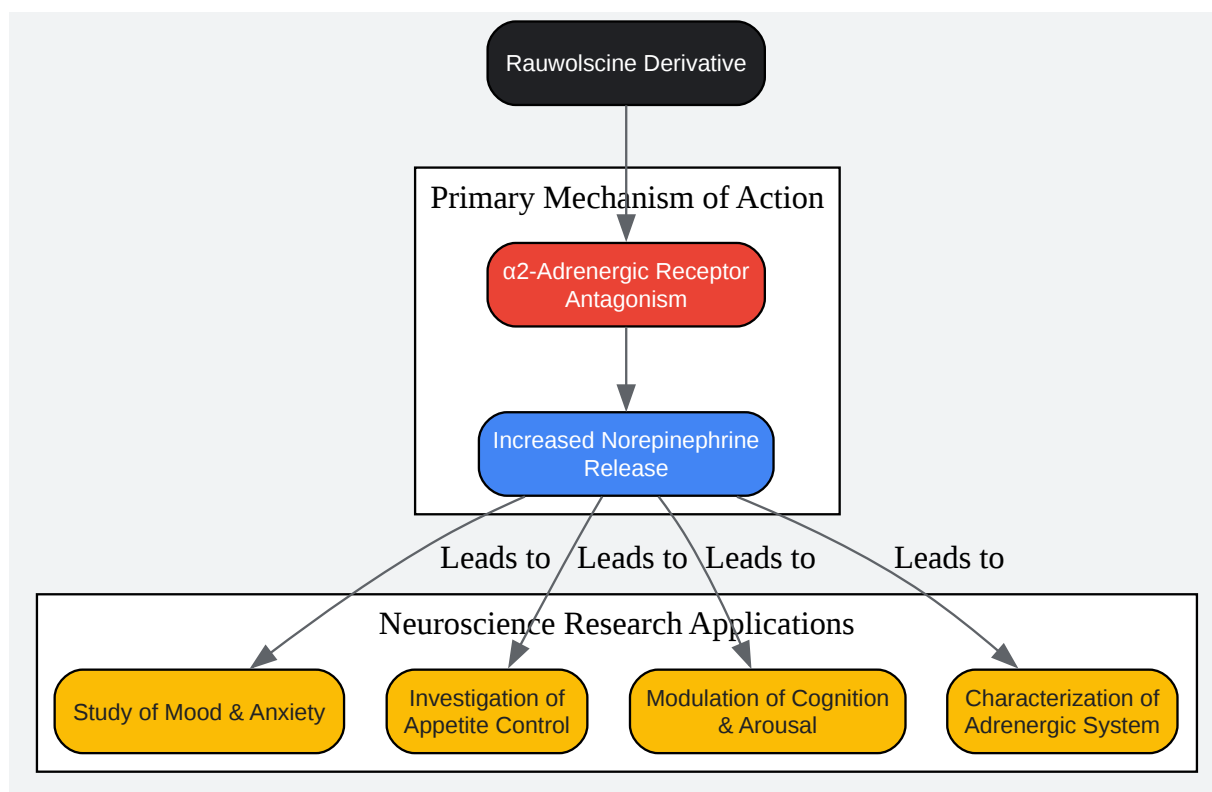 Rauwolscine Derivative
Primary Mechanism of Action
α2-Adrenergic Receptor
Antagonism
Increased Norepinephrine
Release
Leads to
Leads to
Leads to
Leads to
Neuroscience Research Applications
Study of Mood & Anxiety
Investigation of
Appetite Control
Modulation of Cognition
& Arousal
Characterization of
Adrenergic System